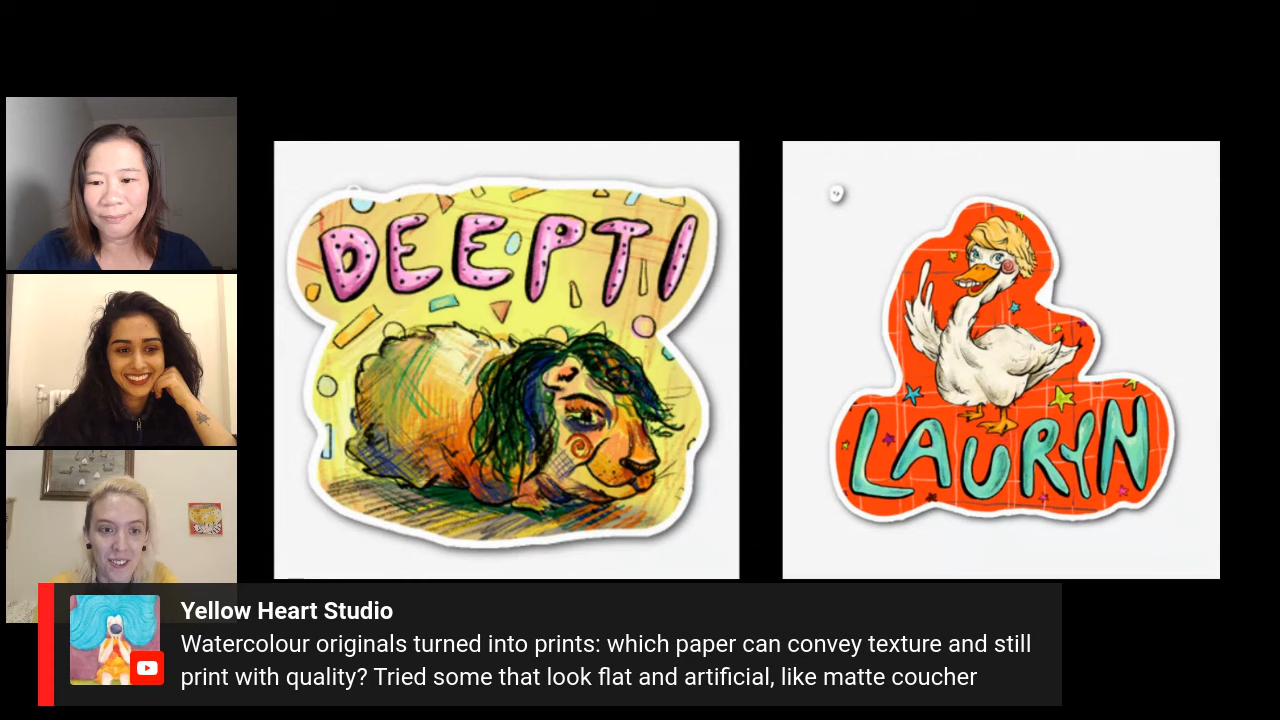 DEEPTI
LAURYN
Yellow Heart Studio
Watercolour originals turned into prints: which paper can convey texture and still
print with quality? Tried some that look flat and artificial, like matte coucher